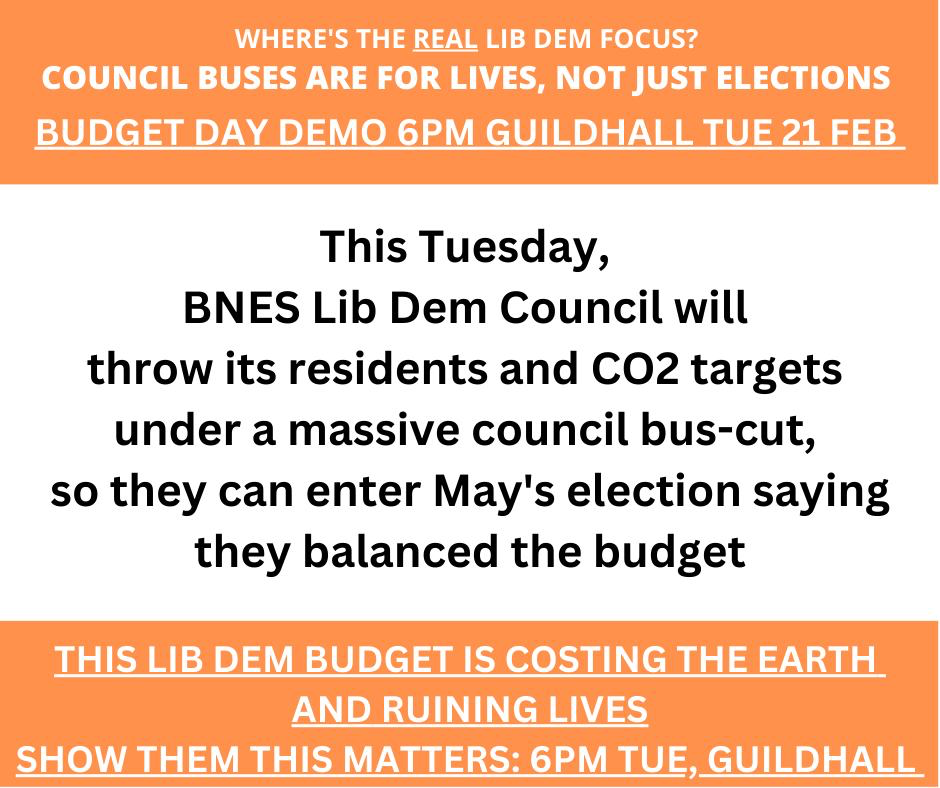 WHERE'S THE REAL LIB DEM FOCUS?
COUNCIL BUSES ARE FOR LIVES, NOT JUST ELECTIONS
BUDGET DAY DEMO 6PM GUILDHALL TUE 21 FEB
This Tuesday,
BNES Lib Dem Council will
throw its residents and CO2 targets
under a massive council bus-cut,
so they can enter May's election saying
they balanced the budget
THIS LIB DEM BUDGET IS COSTING THE EARTH
AND RUINING LIVES
SHOW THEM THIS MATTERS: 6PM TUE, GUILDHALL